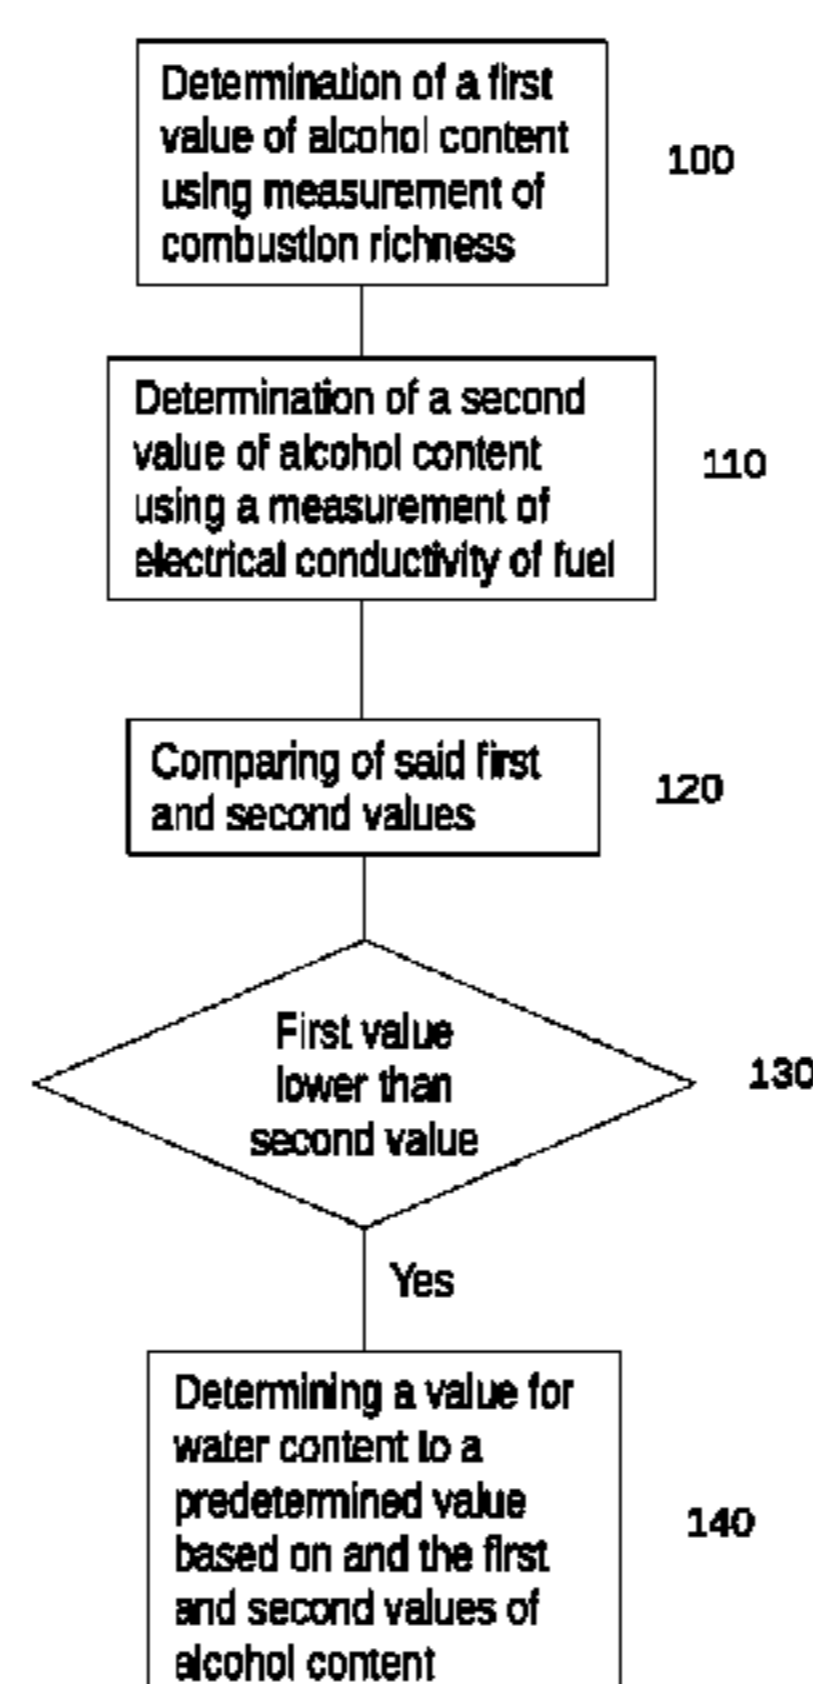 Determination of a first
value of alcohol content
using measurement of
combustion richness
100
Determination of a second
value of alcohol content
using a measurement of
electrical conductivity of fuel
110
Comparing of said first
and second values
120
First value
lower than
second value
130
Yes
Determining a value for
water content to a
predetermined value
based on and the first
and second values of
alcohol content
140